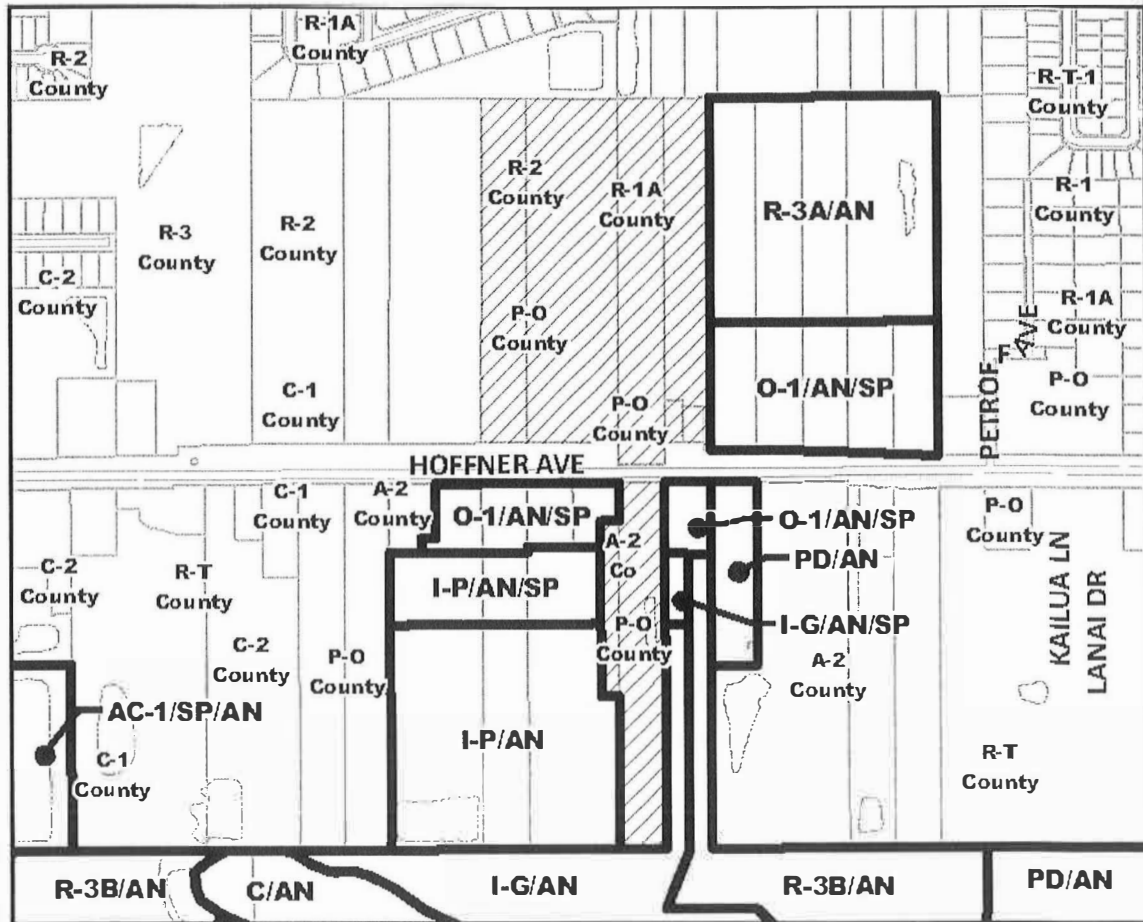 R-1A
County
R-2
County
R-T-1
County
R-2
County
R-1A
County
R-1
County
R-3A/AN
R-3
County
R-2
County
C-2
County
P-O
County
R-1A
County
PETROF
F AVE
O-1/AN/SP
P-O
County
C-1
County
P-O
County
HOFFNER AVE
C-1
County
A-2
County
O-1/AN/SP
O-1/AN/SP
P-O
County
A-2
Co
PD/AN
C-2
County
R-T
County
I-P/AN/SP
I-G/AN/SP
KAILUA LN
LANAI DR
P-O
County
C-2
County
P-O
County
A-2
County
AC-1/SP/AN
I-P/AN
C-1
County
R-T
County
R-3B/AN
C/AN
I-G/AN
R-3B/AN
PD/AN